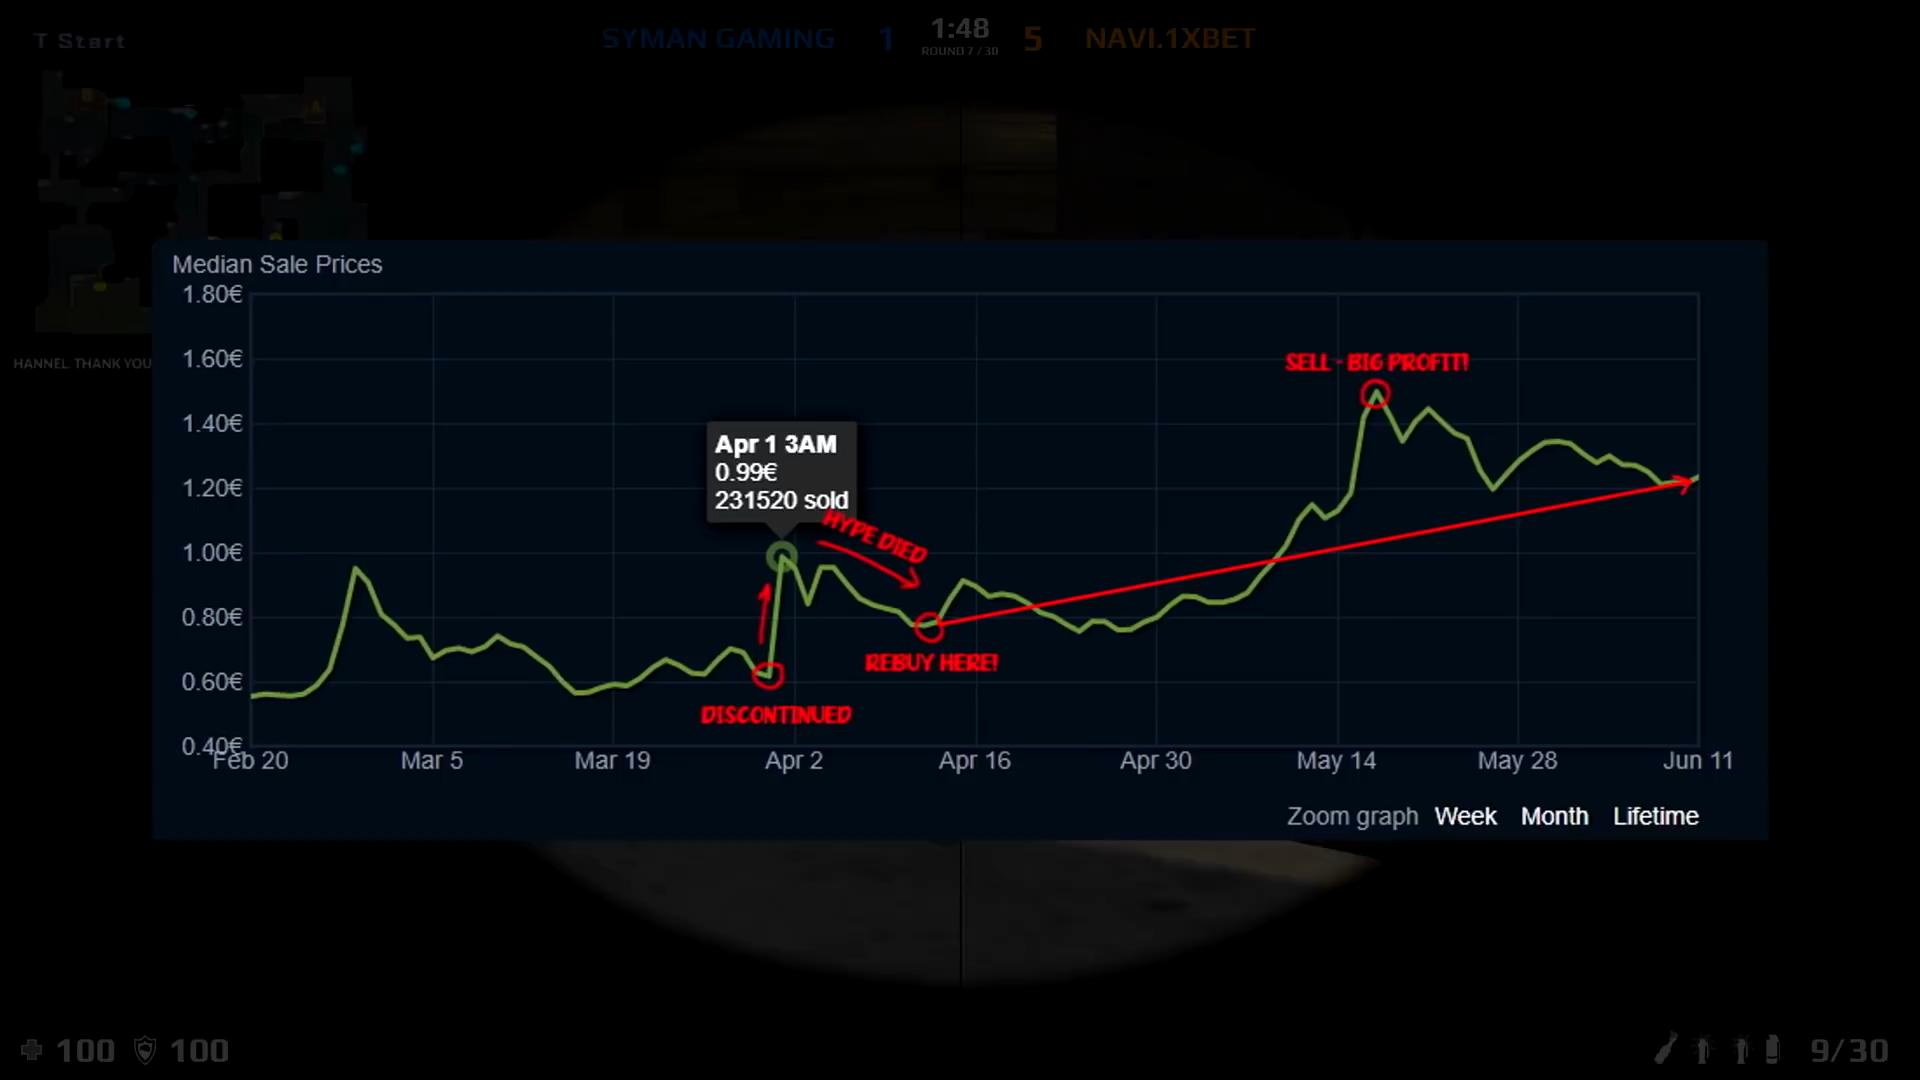 T Start
SYMAN GAMING 1 1:48 5 NAVI.1XBET
ROUND 7 / 30
HANNEL. THANK YOU
Median Sale Prices
1.80€
1.60€
1.40€
1.20€
1.00€
0.80€
0.60€
0.40€
SELL - BIG PROFIT!
Apr 1 3AM
0.99€
231520 sold
HYPE DIED
REBUY HERE!
DISCONTINUED
Feb 20 Mar 5 Mar 19 Apr 2 Apr 16 Apr 30 May 14 May 28 Jun 11
Zoom graph Week Month Lifetime
100 100 9/30